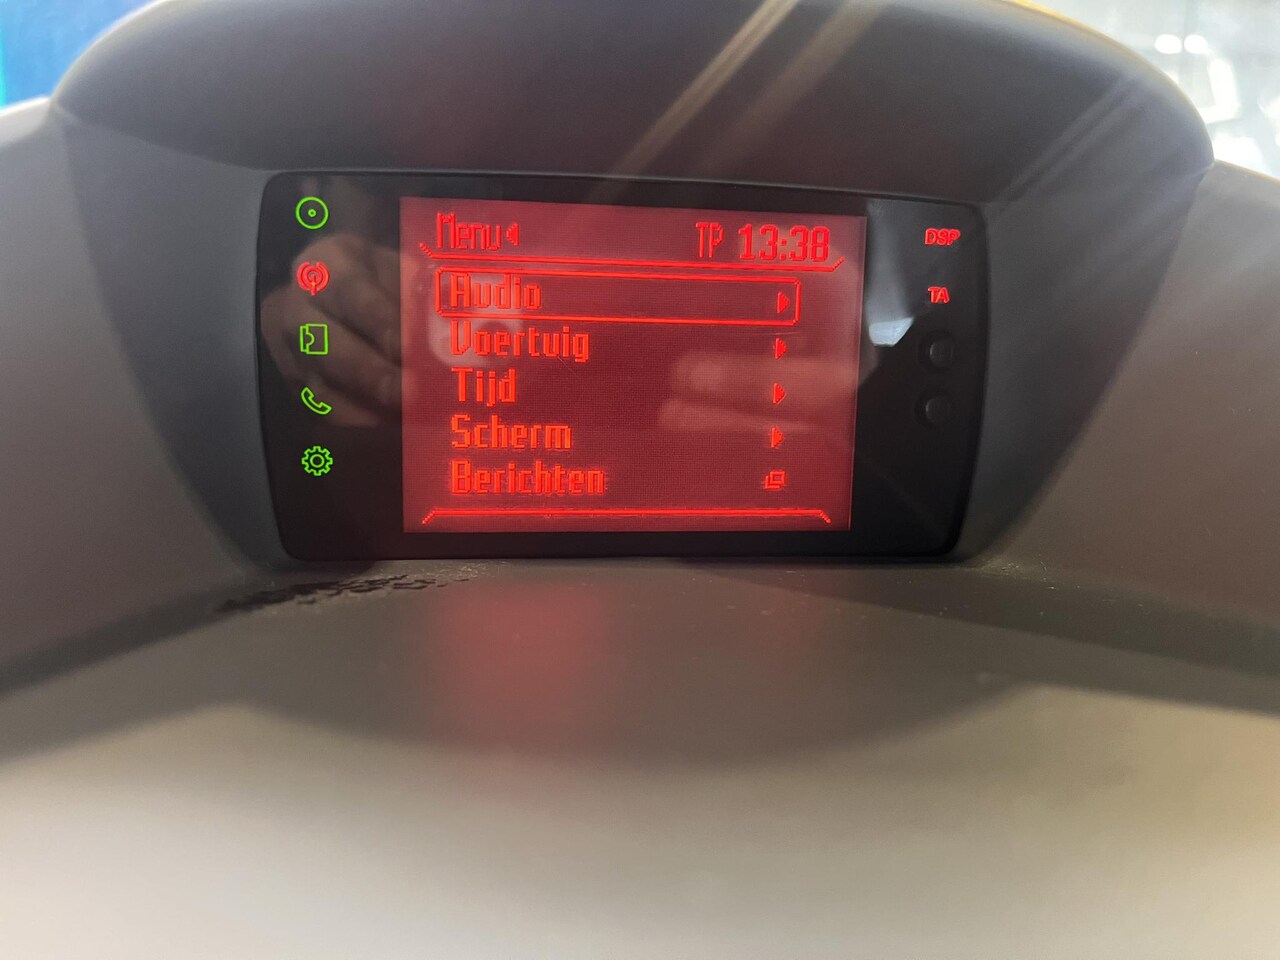 Menu
TP 13:38
Audio
Voertuig
Tijd
Scherm
Berichten
DSP
TA